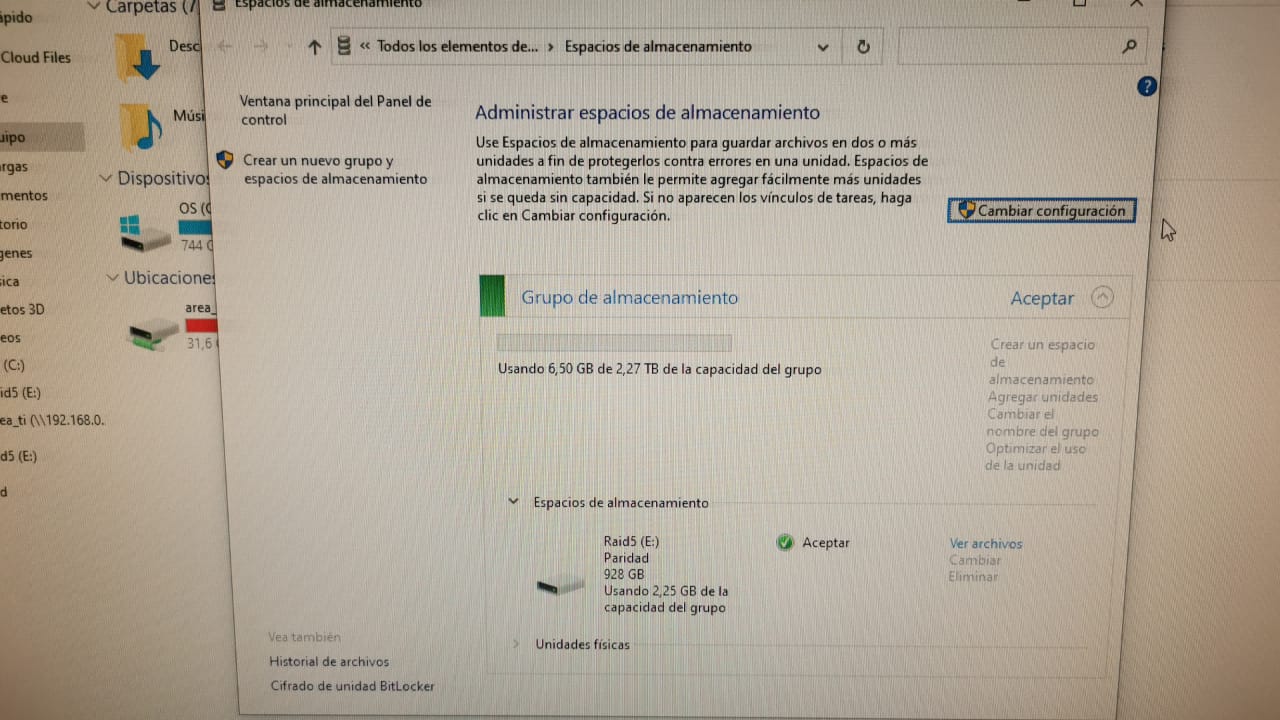 ápido
Cloud Files
e
uipo
rgas
mentos
torio
genes
ica
etos 3D
eos
(C:)
id5 (E:)
ea_ti (\\192.168.0.
d5 (E:)
d
Carpetas (7
Desc
Músi
Dispositivos
OS (C
744 G
Ubicaciones
area_
31,6 G
Espacios de almacenamiento
« Todos los elementos de... › Espacios de almacenamiento
Ventana principal del Panel de
control
Crear un nuevo grupo y
espacios de almacenamiento
Vea también
Historial de archivos
Cifrado de unidad BitLocker
?
Administrar espacios de almacenamiento
Use Espacios de almacenamiento para guardar archivos en dos o más
unidades a fin de protegerlos contra errores en una unidad. Espacios de
almacenamiento también le permite agregar fácilmente más unidades
si se queda sin capacidad. Si no aparecen los vínculos de tareas, haga
clic en Cambiar configuración.
Cambiar configuración
Grupo de almacenamiento
Aceptar
Usando 6,50 GB de 2,27 TB de la capacidad del grupo
Crear un espacio
de
almacenamiento
Agregar unidades
Cambiar el
nombre del grupo
Optimizar el uso
de la unidad
Espacios de almacenamiento
Raid5 (E:)
Paridad
928 GB
Usando 2,25 GB de la
capacidad del grupo
Aceptar
Ver archivos
Cambiar
Eliminar
Unidades físicas